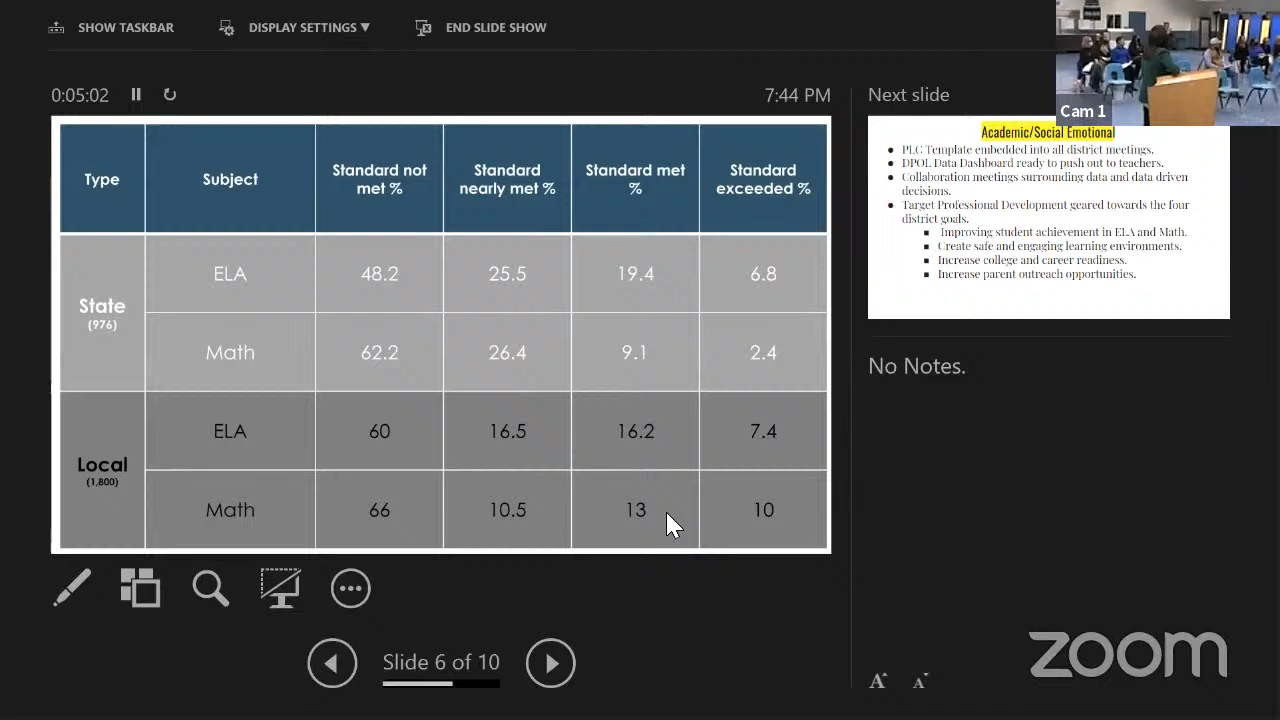 SHOW TASKBAR
DISPLAY SETTINGS ▼
END SLIDE SHOW
0:05:02
7:44 PM
Next slide
Cam 1
Type
Subject
Standard not
met %
Standard
nearly met %
Standard met
%
Standard
exceeded %
State
(976)
ELA
48.2
25.5
19.4
6.8
Math
62.2
26.4
9.1
2.4
Local
(1,800)
ELA
60
16.5
16.2
7.4
Math
66
10.5
13
10
Academic/Social Emotional
● PLC Template embedded into all district meetings.
● DPOL Data Dashboard ready to push out to teachers.
● Collaboration meetings surrounding data and data driven
decisions.
● Target Professional Development geared towards the four
district goals.
■ Improving student achievement in ELA and Math.
■ Create safe and engaging learning environments.
■ Increase college and career readiness.
■ Increase parent outreach opportunities.
No Notes.
Slide 6 of 10
A A
zoom